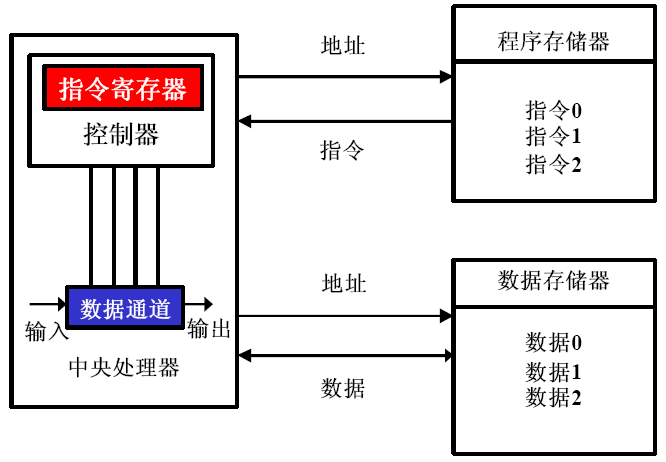 指令寄存器
控制器
数据通道
输入
输出
中央处理器
地址
指令
地址
数据
程序存储器
指令0
指令1
指令2
数据存储器
数据0
数据1
数据2